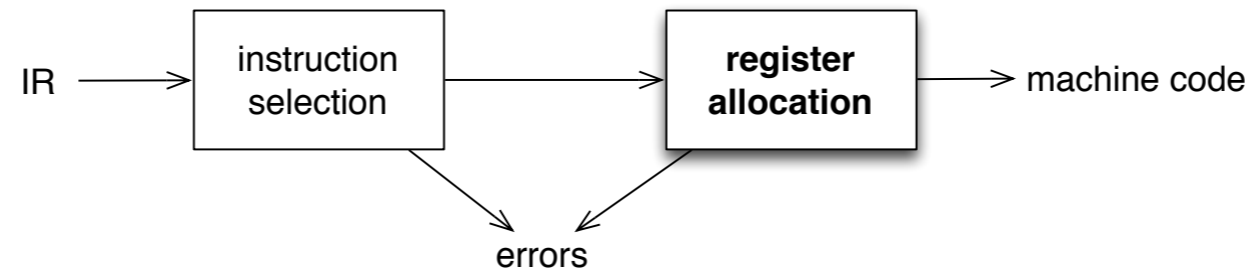 IR
instruction
selection
register
allocation
machine code
errors